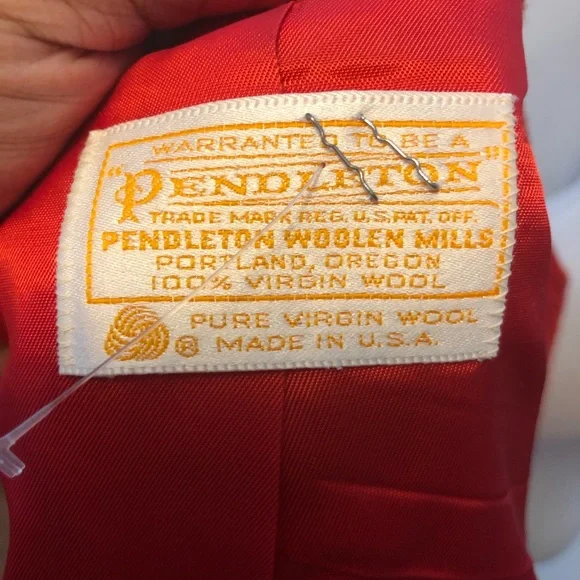 WARRANTED TO BE A
"PENDLETON"
TRADE MARK REG. U.S. PAT. OFF.
PENDLETON WOOLEN MILLS
PORTLAND, OREGON
100% VIRGIN WOOL
PURE VIRGIN WOOL
® MADE IN U.S.A.